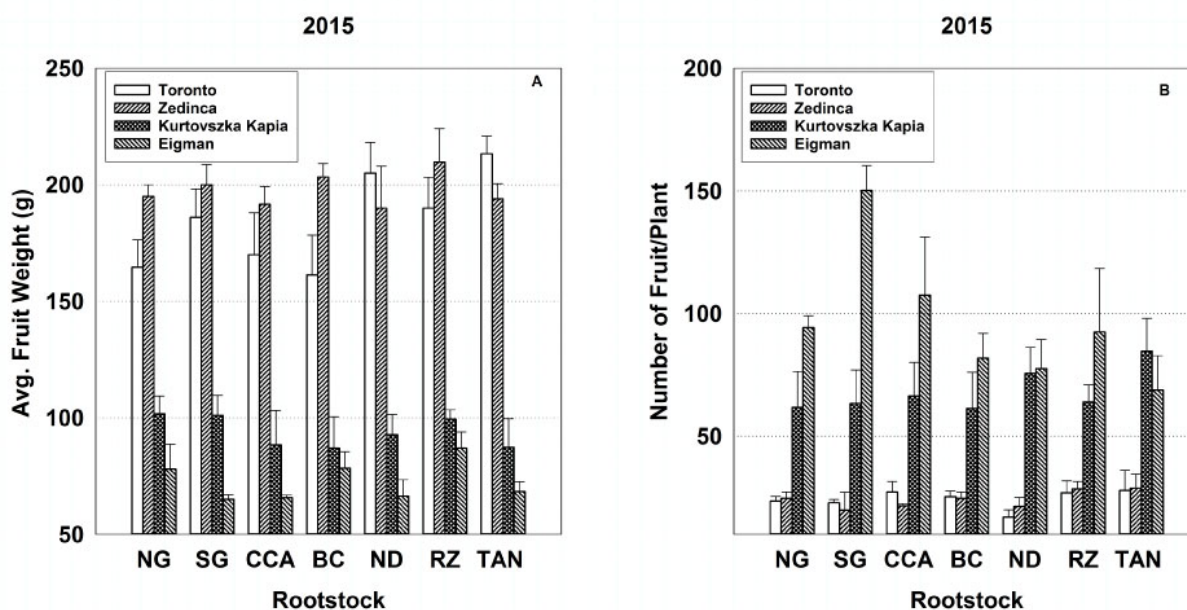 2015
250
200
150
100
50
Avg. Fruit Weight (g)
Toronto
Zedinca
Kurtovszka Kapia
Eigman
A
NG SG CCA BC ND RZ TAN
Rootstock
2015
200
150
100
50
Number of Fruit/Plant
Toronto
Zedinca
Kurtovszka Kapia
Eigman
B
NG SG CCA BC ND RZ TAN
Rootstock